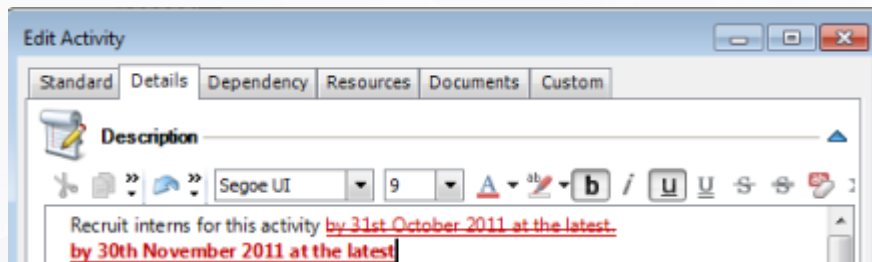 Edit Activity
Standard Details Dependency Resources Documents Custom
Description
Segoe UI 9 A ab b i u U S S
Recruit interns for this activity by 31st October 2011 at the latest.
by 30th November 2011 at the latest